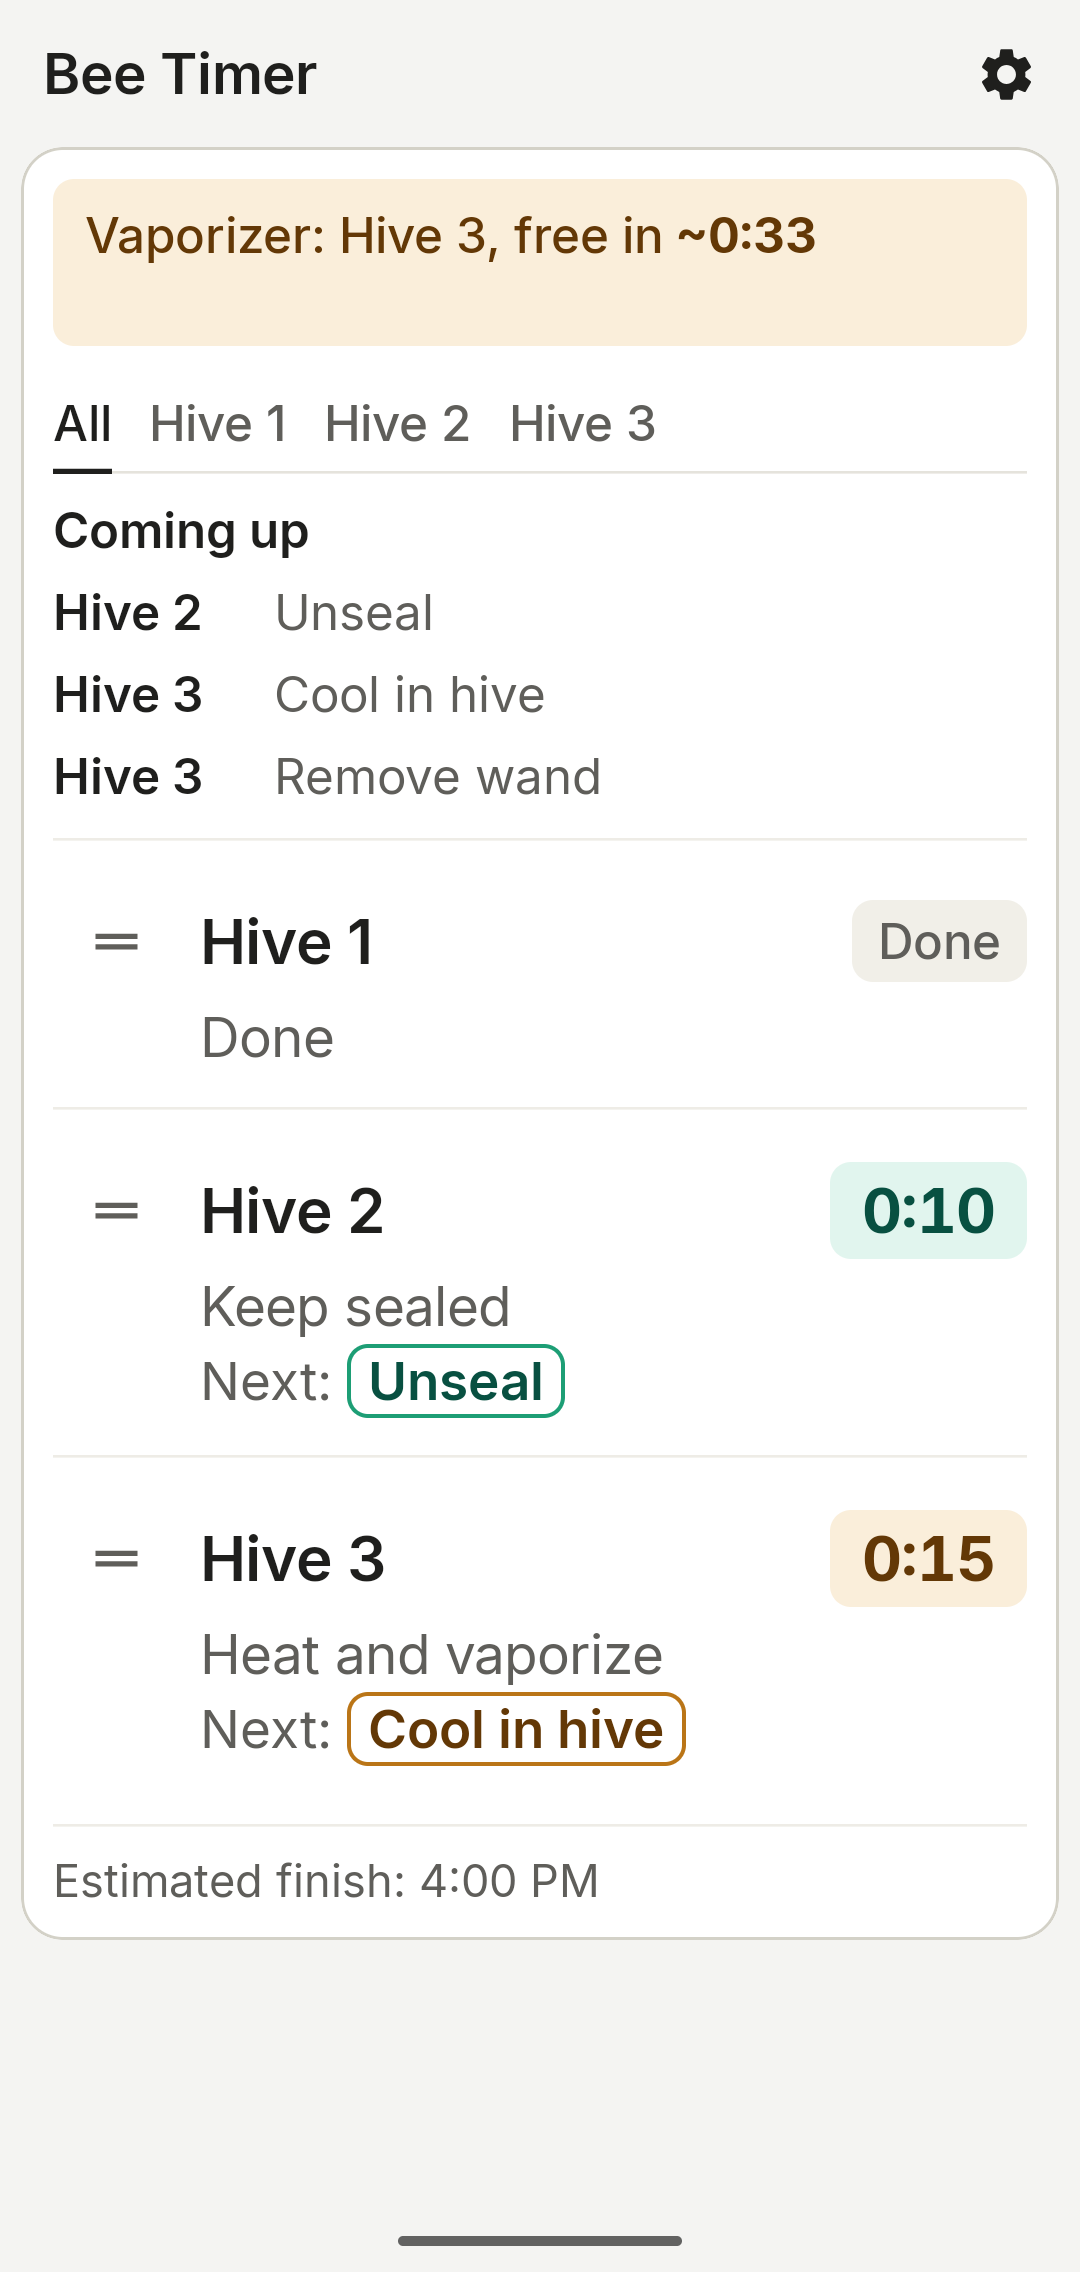 Bee Timer
Vaporizer: Hive 3, free in ~0:33
All Hive 1 Hive 2 Hive 3
Coming up
Hive 2 Unseal
Hive 3 Cool in hive
Hive 3 Remove wand
Hive 1 Done
Done
Hive 2 0:10
Keep sealed
Next: Unseal
Hive 3 0:15
Heat and vaporize
Next: Cool in hive
Estimated finish: 4:00 PM